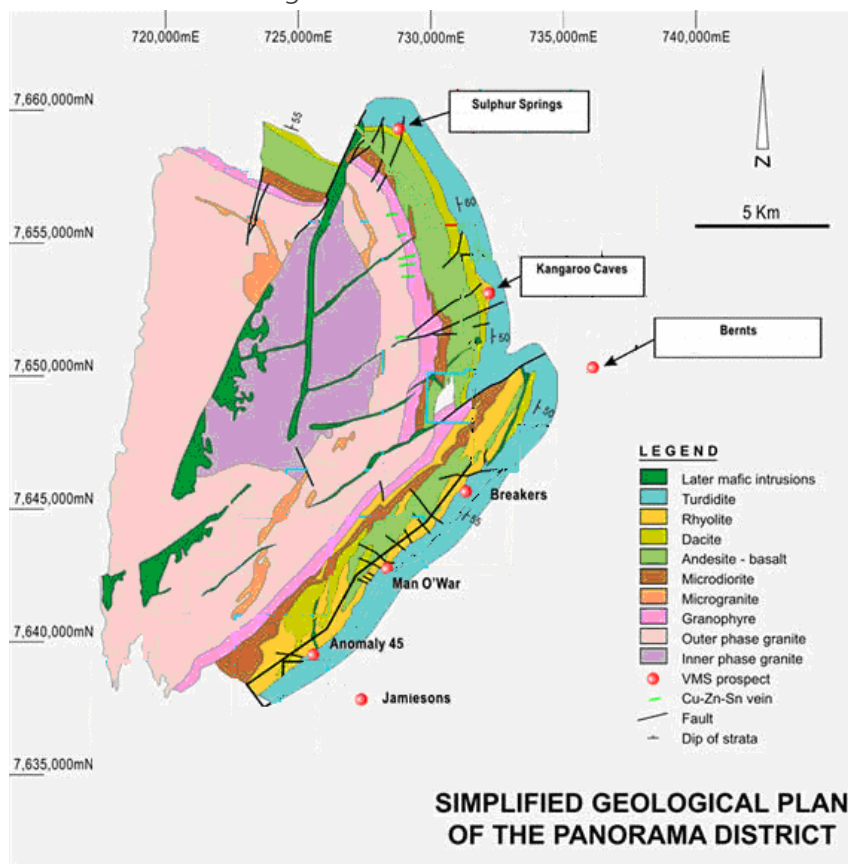 720,000mE 725,000mE 730,000mE 735,000mE 740,000mE
7,660,000mN
Sulphur Springs
55
N
60
5 Km
7,655,000mN
Kangaroo Caves
Bernts
50
7,650,000mN
50
LEGEND
Later mafic intrusions
Turdidite
Rhyolite
Dacite
Andesite - basalt
Microdiorite
Microgranite
Granophyre
Outer phase granite
Inner phase granite
VMS prospect
Cu-Zn-Sn vein
Fault
Dip of strata
7,645,000mN
Breakers
55
Man O'War
7,640,000mN
Anomaly 45
Jamiesons
7,635,000mN
SIMPLIFIED GEOLOGICAL PLAN
OF THE PANORAMA DISTRICT